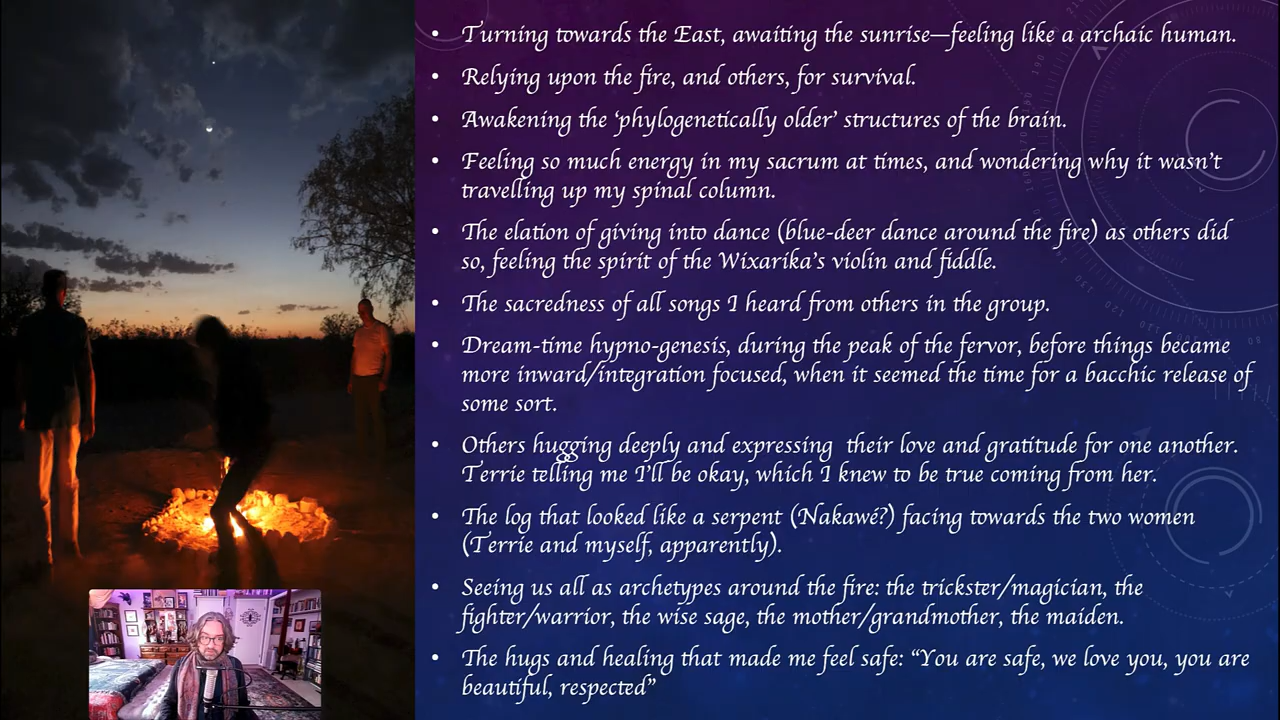 • Turning towards the East, awaiting the sunrise—feeling like a archaic human.
• Relying upon the fire, and others, for survival.
• Awakening the ‘phylogenetically older’ structures of the brain.
• Feeling so much energy in my sacrum at times, and wondering why it wasn’t
travelling up my spinal column.
• The elation of giving into dance (blue-deer dance around the fire) as others did
so, feeling the spirit of the Wixarika’s violin and fiddle.
• The sacredness of all songs I heard from others in the group.
• Dream-time hypno-genesis, during the peak of the fervor, before things became
more inward/integration focused, when it seemed the time for a bacchic release of
some sort.
• Others hugging deeply and expressing  their love and gratitude for one another.
Terrie telling me I’ll be okay, which I knew to be true coming from her.
• The log that looked like a serpent (Nakawé?) facing towards the two women
(Terrie and myself, apparently).
• Seeing us all as archetypes around the fire: the trickster/magician, the
fighter/warrior, the wise sage, the mother/grandmother, the maiden.
• The hugs and healing that made me feel safe: “You are safe, we love you, you are
beautiful, respected”